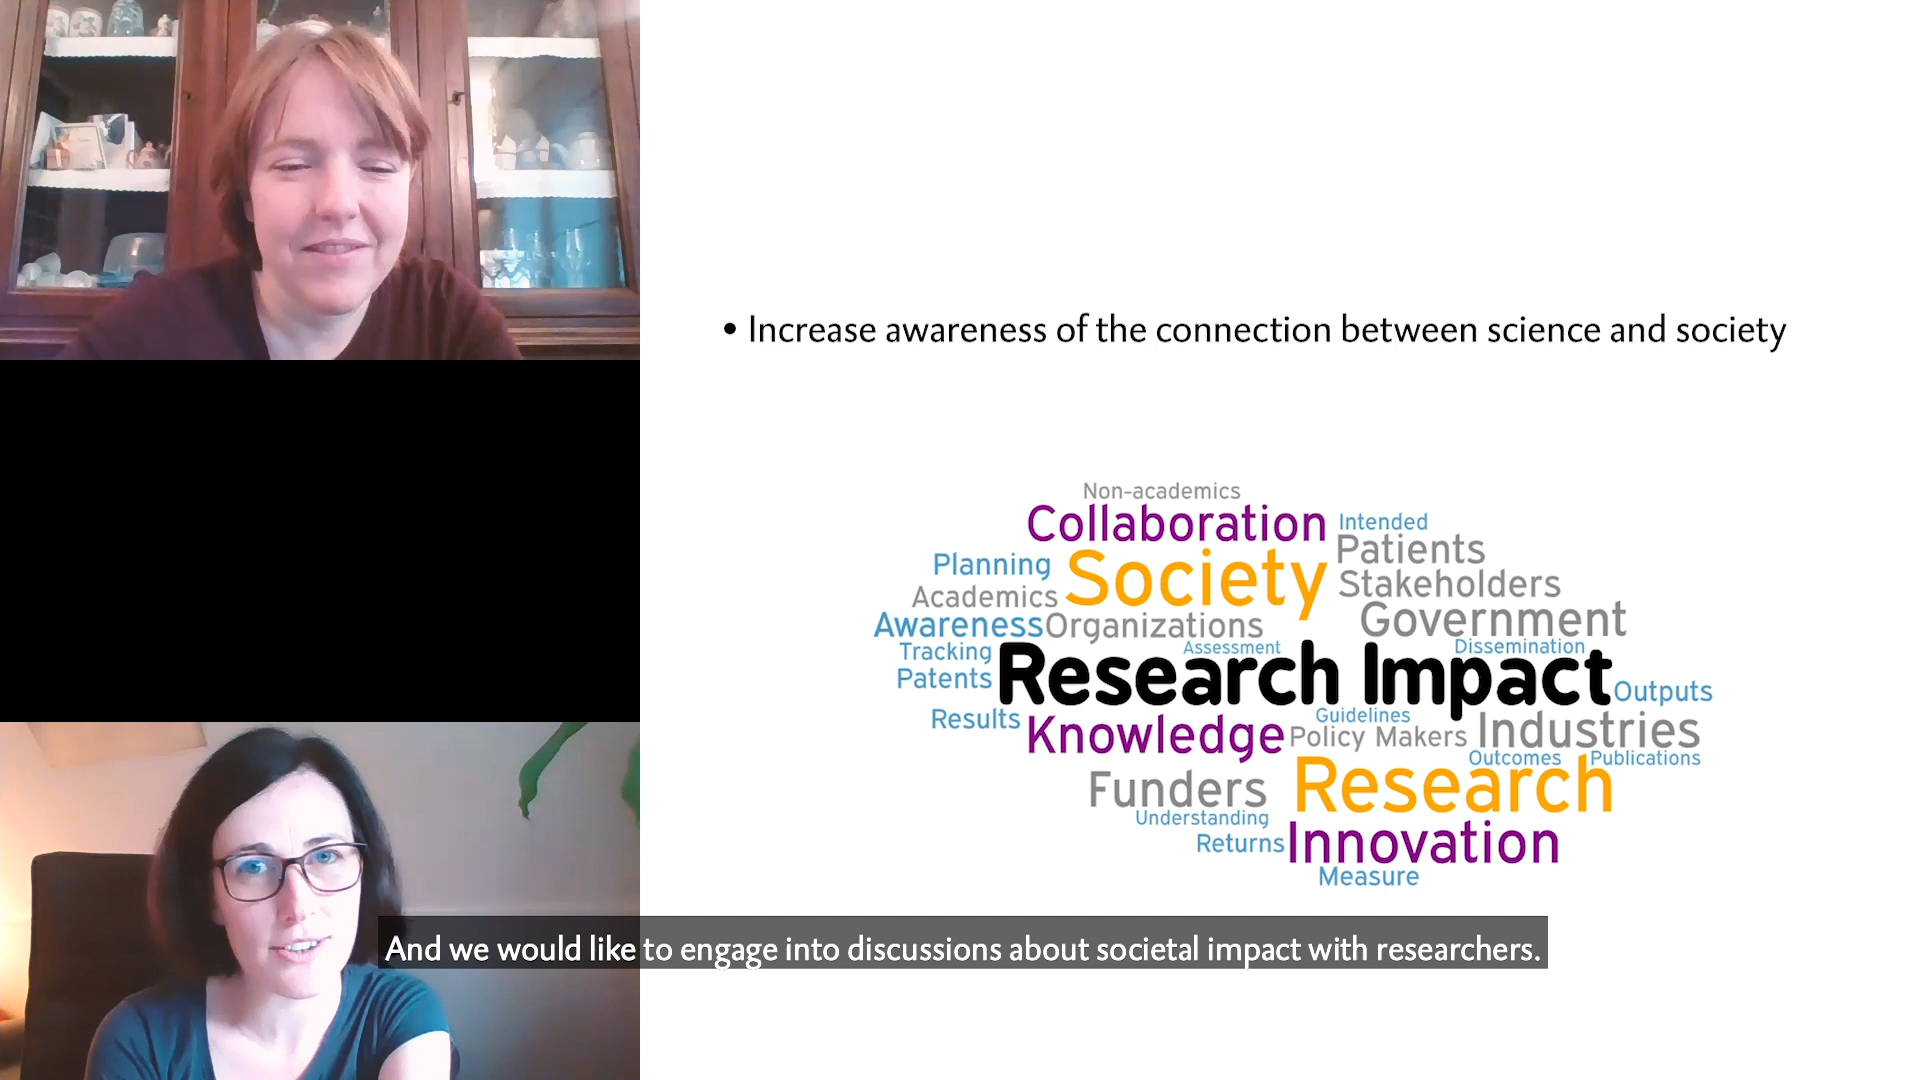 • Increase awareness of the connection between science and society
Non-academics
Collaboration Intended
Patients
Planning Society Stakeholders
Academics
Government
Awareness Organizations
Tracking Assessment Dissemination
Patents Research Impact Outputs
Results Knowledge Guidelines
Policy Makers Industries
Outcomes Publications
Funders Research
Understanding
Returns Innovation
Measure
And we would like to engage into discussions about societal impact with researchers.